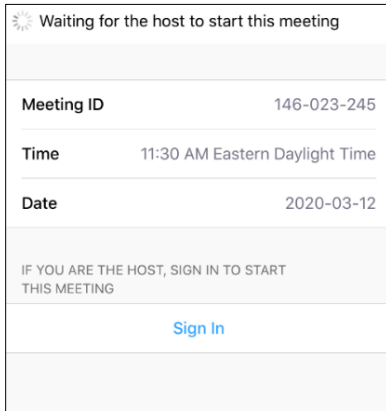 Waiting for the host to start this meeting
Meeting ID 146-023-245
Time 11:30 AM Eastern Daylight Time
Date 2020-03-12
IF YOU ARE THE HOST, SIGN IN TO START
THIS MEETING
Sign In